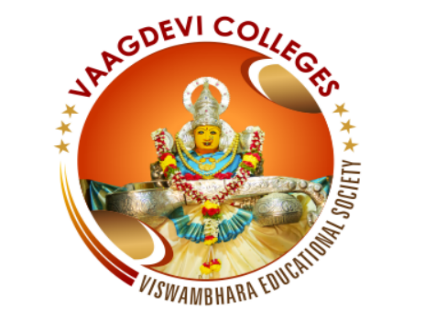 VAAGDEVI COLLEGES
VISWAMBHARA EDUCATIONAL SOCIETY